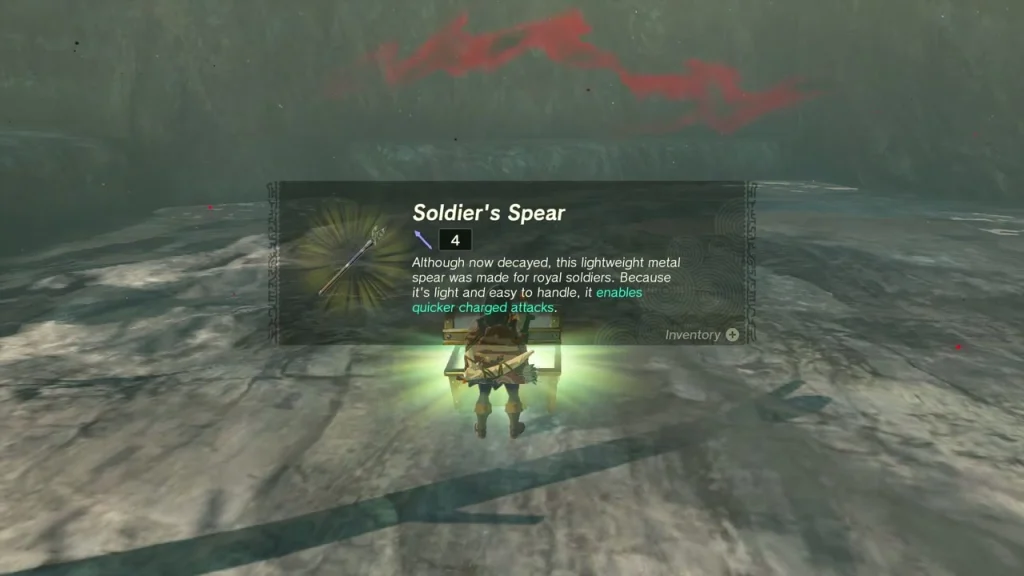 Soldier's Spear
4
Although now decayed, this lightweight metal
spear was made for royal soldiers. Because
it's light and easy to handle, it enables
quicker charged attacks.
Inventory